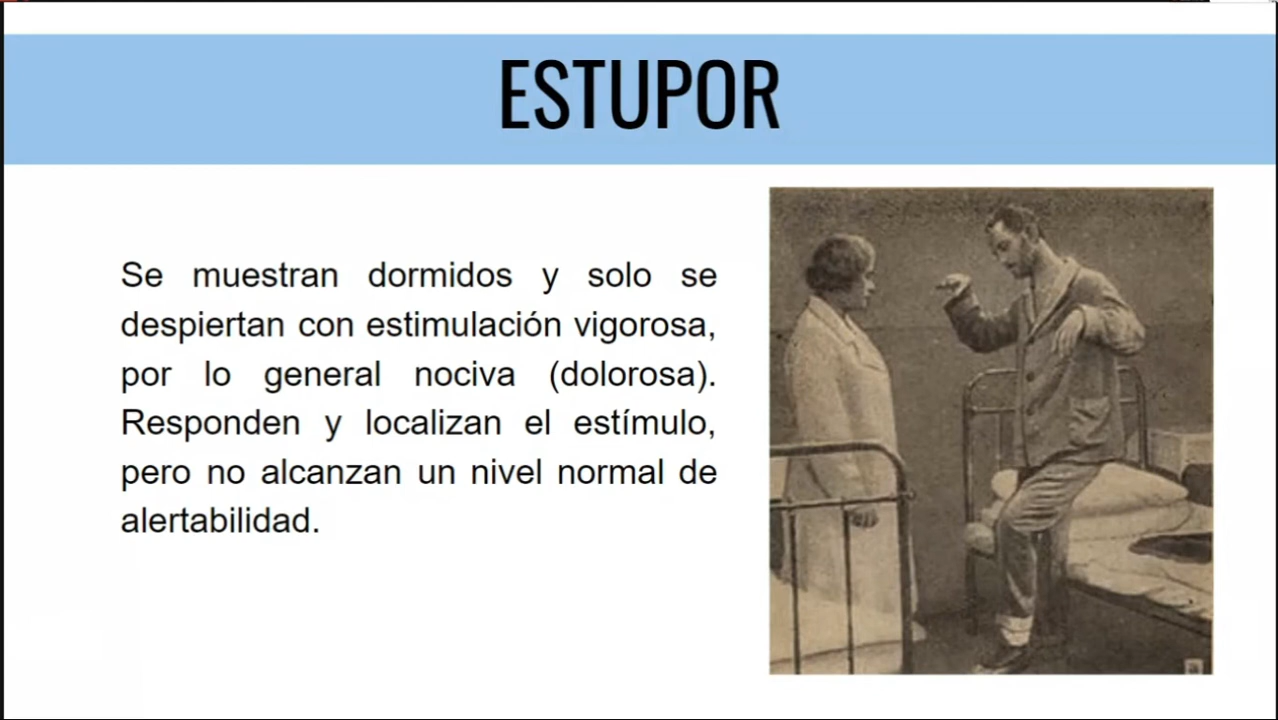 ESTUPOR
Se muestran dormidos y solo se
despiertan con estimulación vigorosa,
por lo general nociva (dolorosa).
Responden y localizan el estímulo,
pero no alcanzan un nivel normal de
alertabilidad.